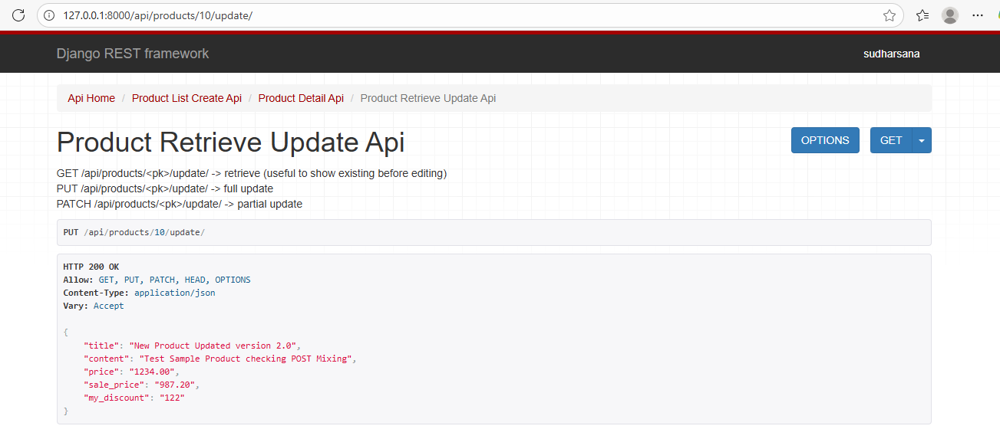 127.0.0.1:8000/api/products/10/update/
Django REST framework
sudharsana
Api Home / Product List Create Api / Product Detail Api / Product Retrieve Update Api
Product Retrieve Update Api
OPTIONS
GET
GET /api/products/<pk>/update/ -> retrieve (useful to show existing before editing)
PUT /api/products/<pk>/update/ -> full update
PATCH /api/products/<pk>/update/ -> partial update
PUT /api/products/10/update/
HTTP 200 OK
Allow: GET, PUT, PATCH, HEAD, OPTIONS
Content-Type: application/json
Vary: Accept
{
    "title": "New Product Updated version 2.0",
    "content": "Test Sample Product checking POST Mixing",
    "price": "1234.00",
    "sale_price": "987.20",
    "my_discount": "122"
}